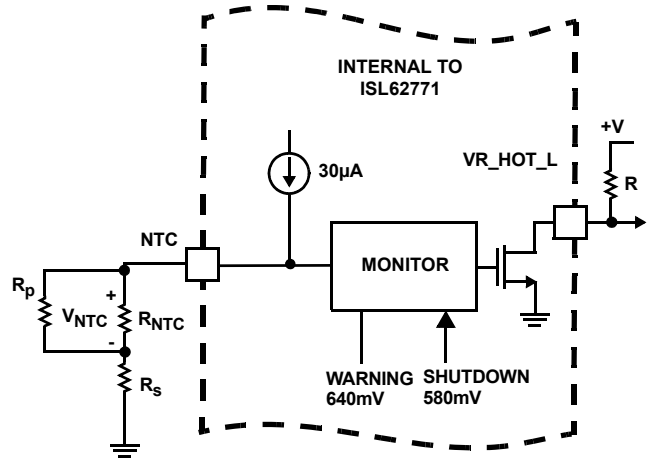 INTERNAL TO
ISL62771
+V
VR_HOT_L
R
30µA
NTC
MONITOR
Rp
+
VNTC
RNTC
-
Rs
WARNING
640mV
SHUTDOWN
580mV